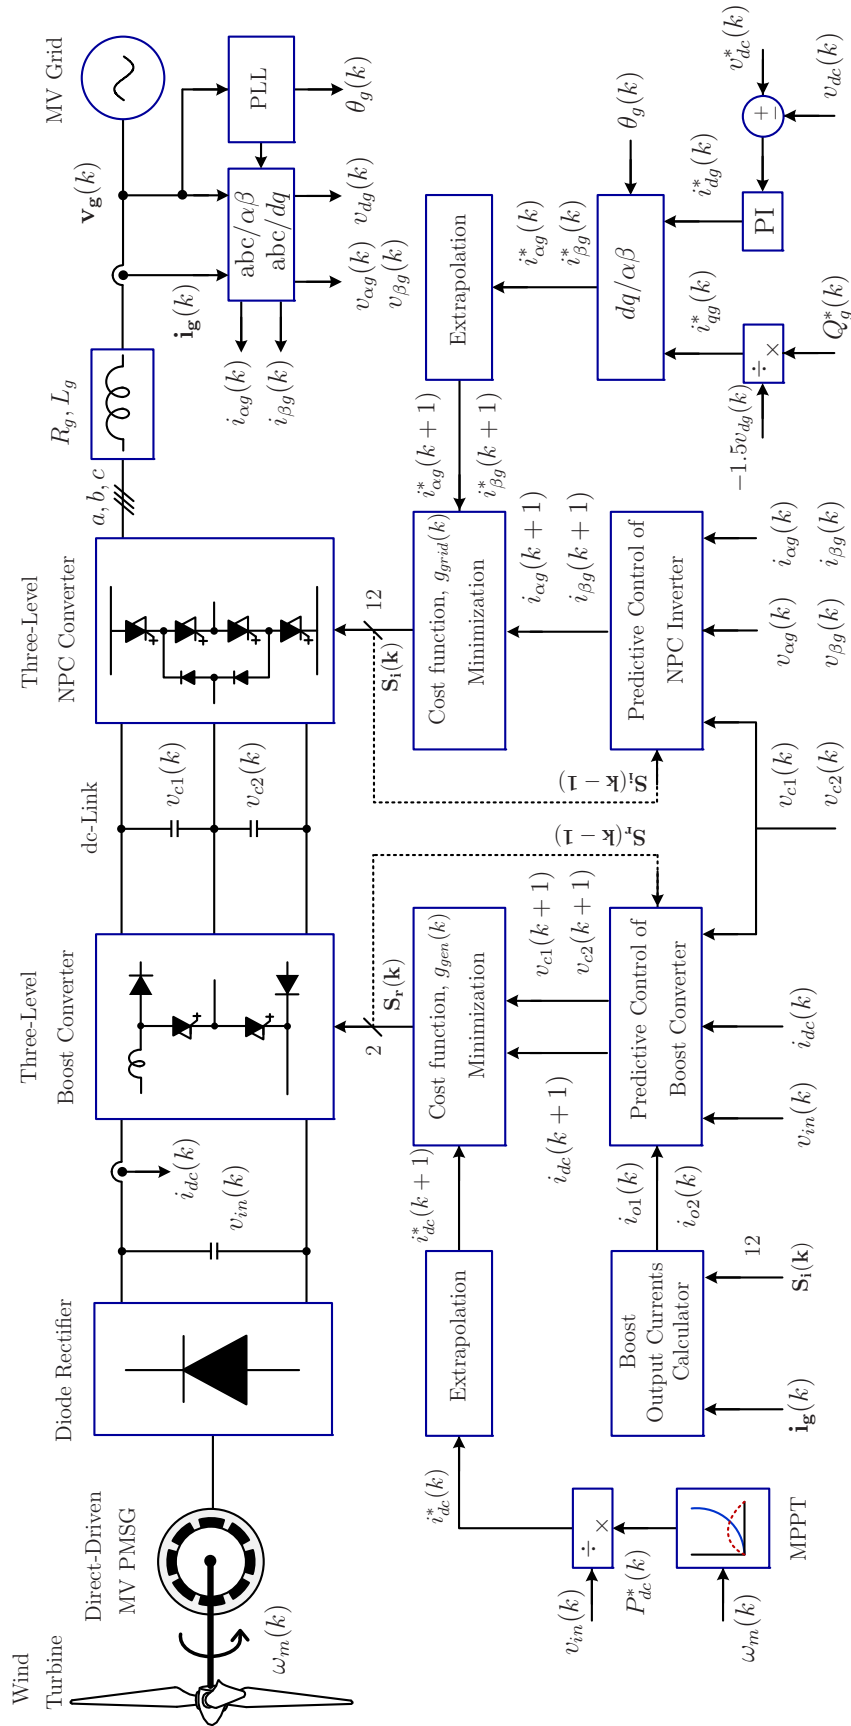 Wind
Turbine
Direct-Driven
MV PMSG
Diode Rectifier
Three-Level
Boost Converter
dc-Link
Three-Level
NPC Converter
R_g, L_g
MV Grid
ω_m(k)
v_in(k)
i_dc(k)
v_c1(k)
v_c2(k)
a, b, c
i_g(k)
v_g(k)
PLL
abc/αβ
abc/dq
i_αg(k)
i_βg(k)
v_αg(k)
v_βg(k)
v_dg(k)
θ_g(k)
2
S_r(k)
S_i(k)
12
i*_dc(k)
Extrapolation
i*_dc(k + 1)
Cost function, g_gen(k)
Minimization
S_r(k − 1)
S_i(k − 1)
Cost function, g_grid(k)
Minimization
i*_αg(k + 1)
i*_βg(k + 1)
Extrapolation
i*_αg(k)
i*_βg(k)
i_dc(k + 1)
v_c1(k + 1)
v_c2(k + 1)
i_αg(k + 1)
i_βg(k + 1)
v_in(k)
÷
×
P*_dc(k)
MPPT
ω_m(k)
Boost
Output Currents
Calculator
i_g(k)
S_i(k)
12
i_o1(k)
i_o2(k)
Predictive Control of
Boost Converter
v_in(k)
i_dc(k)
v_c1(k)
v_c2(k)
Predictive Control of
NPC Inverter
v_αg(k)
v_βg(k)
i_αg(k)
i_βg(k)
dq/αβ
θ_g(k)
i*_qg(k)
i*_dg(k)
−1.5v_dg(k)
÷
×
Q*_g(k)
PI
+
−
v*_dc(k)
v_dc(k)